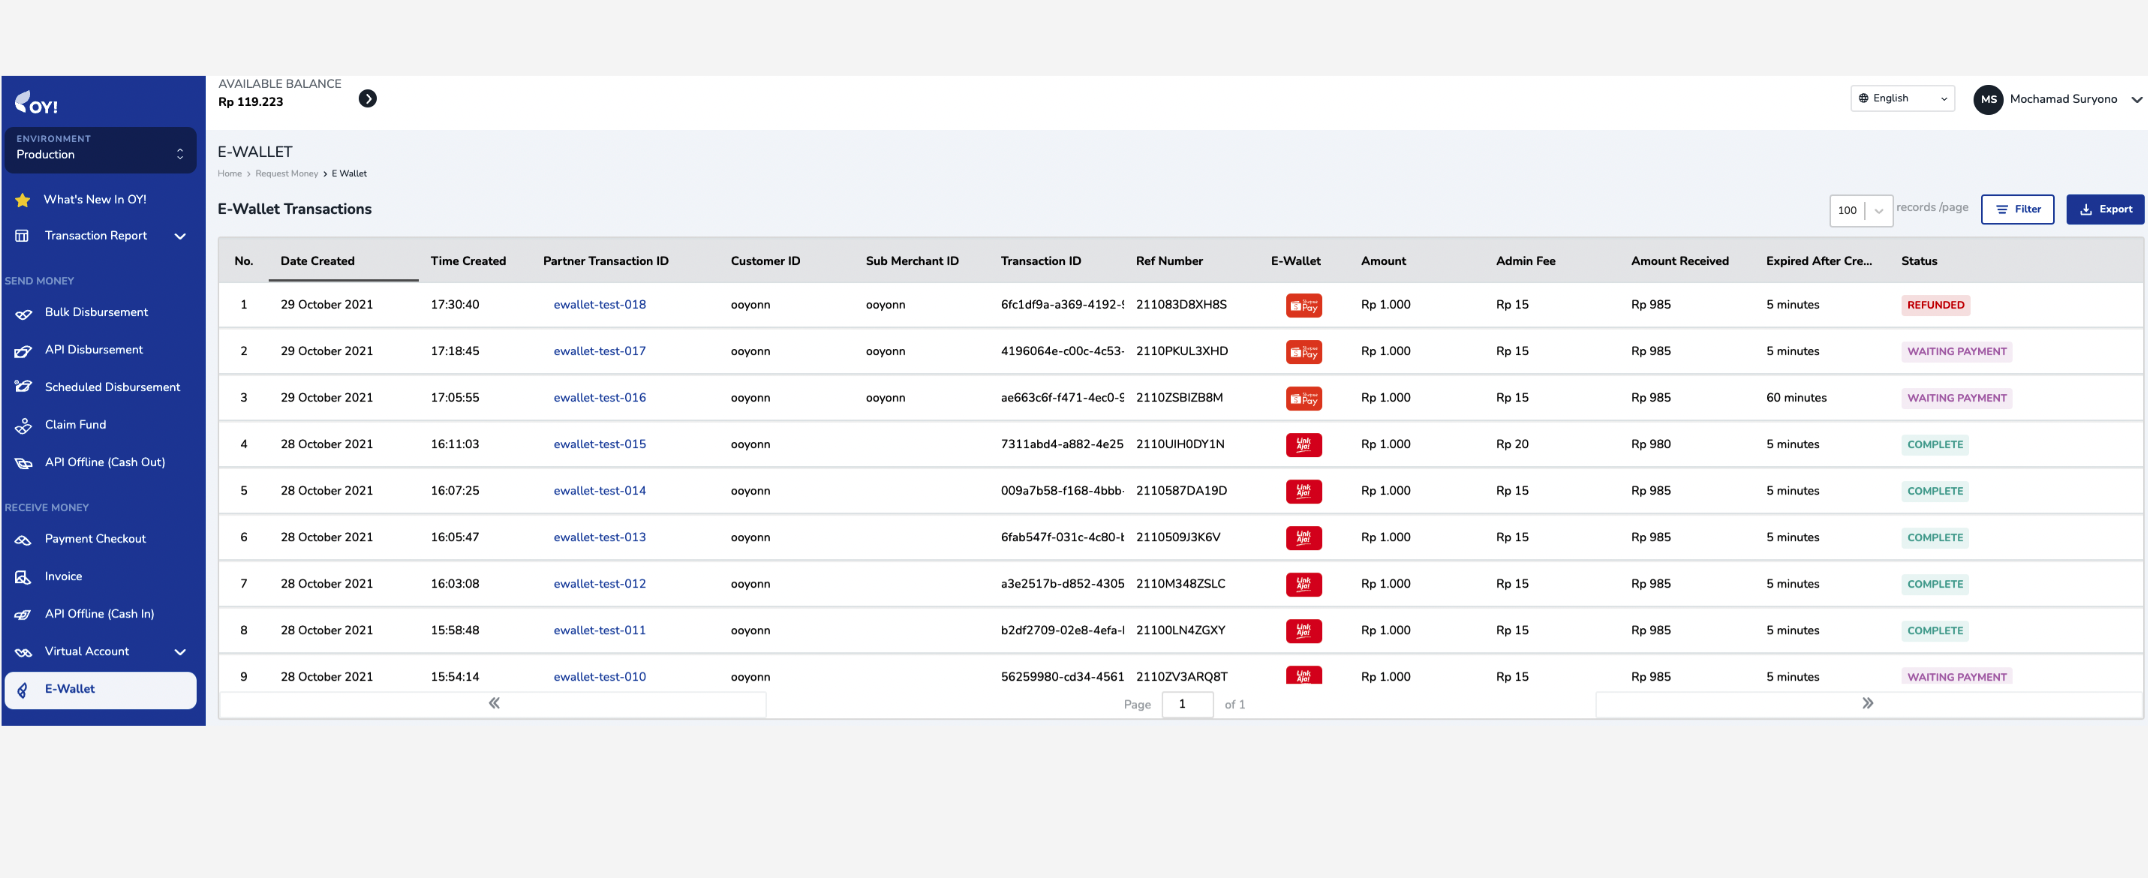 OY!
ENVIRONMENT
Production
What's New In OY!
Transaction Report
SEND MONEY
Bulk Disbursement
API Disbursement
Scheduled Disbursement
Claim Fund
API Offline (Cash Out)
RECEIVE MONEY
Payment Checkout
Invoice
API Offline (Cash In)
Virtual Account
E-Wallet
AVAILABLE BALANCE
Rp 119.223
English
MS Mochamad Suryono
E-WALLET
Home > Request Money > E Wallet
E-Wallet Transactions
100 records /page Filter Export
No. Date Created Time Created Partner Transaction ID Customer ID Sub Merchant ID Transaction ID Ref Number E-Wallet Amount Admin Fee Amount Received Expired After Cre... Status
1 29 October 2021 17:30:40 ewallet-test-018 ooyonn ooyonn 6fc1df9a-a369-4192- 211083D8XH8S Pay Rp 1.000 Rp 15 Rp 985 5 minutes REFUNDED
2 29 October 2021 17:18:45 ewallet-test-017 ooyonn ooyonn 4196064e-c00c-4c53- 2110PKUL3XHD Pay Rp 1.000 Rp 15 Rp 985 5 minutes WAITING PAYMENT
3 29 October 2021 17:05:55 ewallet-test-016 ooyonn ooyonn ae663c6f-f471-4ec0- 2110ZSBIZB8M Pay Rp 1.000 Rp 15 Rp 985 60 minutes WAITING PAYMENT
4 28 October 2021 16:11:03 ewallet-test-015 ooyonn 7311abd4-a882-4e25 2110UIH0DY1N Link Aja! Rp 1.000 Rp 20 Rp 980 5 minutes COMPLETE
5 28 October 2021 16:07:25 ewallet-test-014 ooyonn 009a7b58-f168-4bbb- 2110587DA19D Link Aja! Rp 1.000 Rp 15 Rp 985 5 minutes COMPLETE
6 28 October 2021 16:05:47 ewallet-test-013 ooyonn 6fab547f-031c-4c80- 2110509J3K6V Link Aja! Rp 1.000 Rp 15 Rp 985 5 minutes COMPLETE
7 28 October 2021 16:03:08 ewallet-test-012 ooyonn a3e2517b-d852-4305 2110M348ZSLC Link Aja! Rp 1.000 Rp 15 Rp 985 5 minutes COMPLETE
8 28 October 2021 15:58:48 ewallet-test-011 ooyonn b2df2709-02e8-4efa- 21100LN4ZGXY Link Aja! Rp 1.000 Rp 15 Rp 985 5 minutes COMPLETE
9 28 October 2021 15:54:14 ewallet-test-010 ooyonn 56259980-cd34-4561 2110ZV3ARQ8T Link Aja! Rp 1.000 Rp 15 Rp 985 5 minutes WAITING PAYMENT
« Page 1 of 1 »